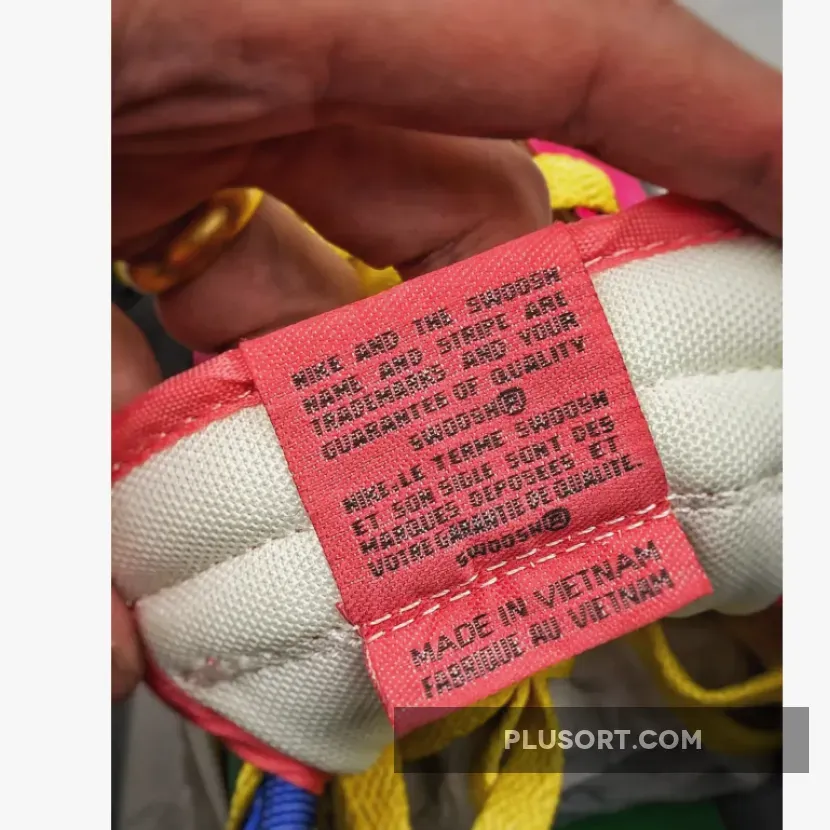 NIKE AND THE SWOOSH
NAME AND STRIPE ARE
TRADEMARKS AND YOUR
GUARANTEE OF QUALITY
SWOOSH®
NIKE.LE TERME SWOOSH
ET SON SIGLE SONT DES
MARQUES DEPOSEES ET
VOTRE GARANTIE DE QUALITE.
SWOOSH®
MADE IN VIETNAM
FABRIQUE AU VIETNAM
PLUSORT.COM